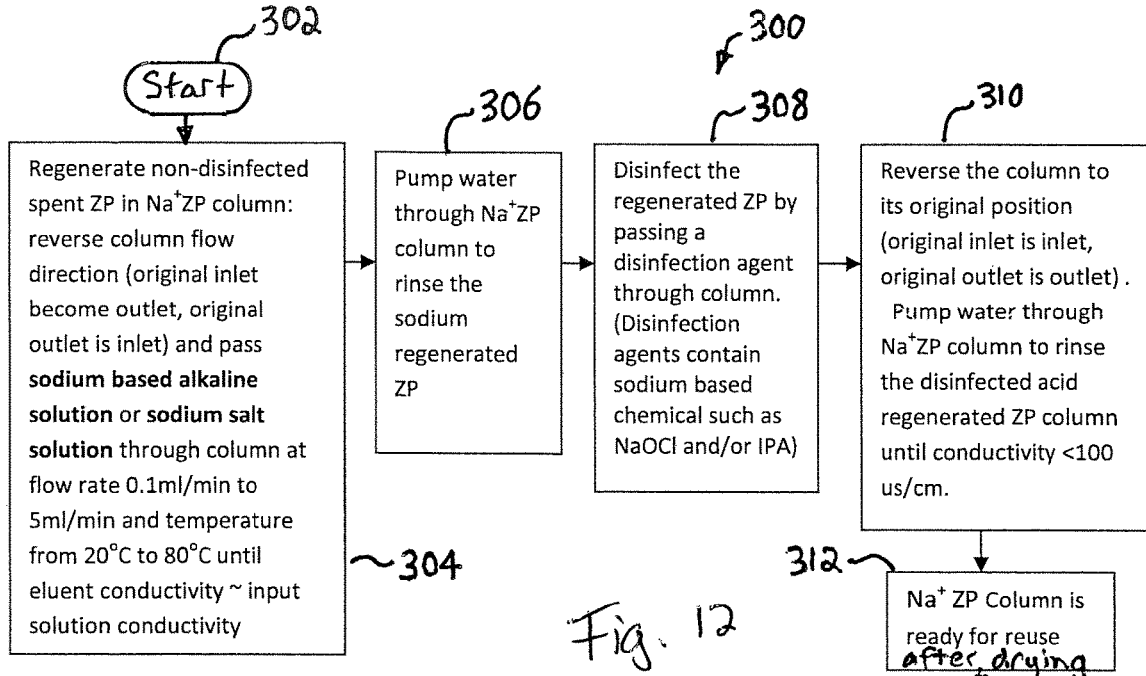 302
Start
300
306
308
310
Regenerate non-disinfected
spent ZP in Na⁺ZP column:
reverse column flow
direction (original inlet
become outlet, original
outlet is inlet) and pass
sodium based alkaline
solution or sodium salt
solution through column at
flow rate 0.1ml/min to
5ml/min and temperature
from 20°C to 80°C until
eluent conductivity ~ input
solution conductivity
304
Pump water
through Na⁺ZP
column to
rinse the
sodium
regenerated
ZP
Disinfect the
regenerated ZP by
passing a
disinfection agent
through column.
(Disinfection
agents contain
sodium based
chemical such as
NaOCl and/or IPA)
Reverse the column to
its original position
(original inlet is inlet,
original outlet is outlet) .
Pump water through
Na⁺ZP column to rinse
the disinfected acid
regenerated ZP column
until conductivity <100
us/cm.
312
Na⁺ ZP Column is
ready for reuse
after drying
Fig. 12